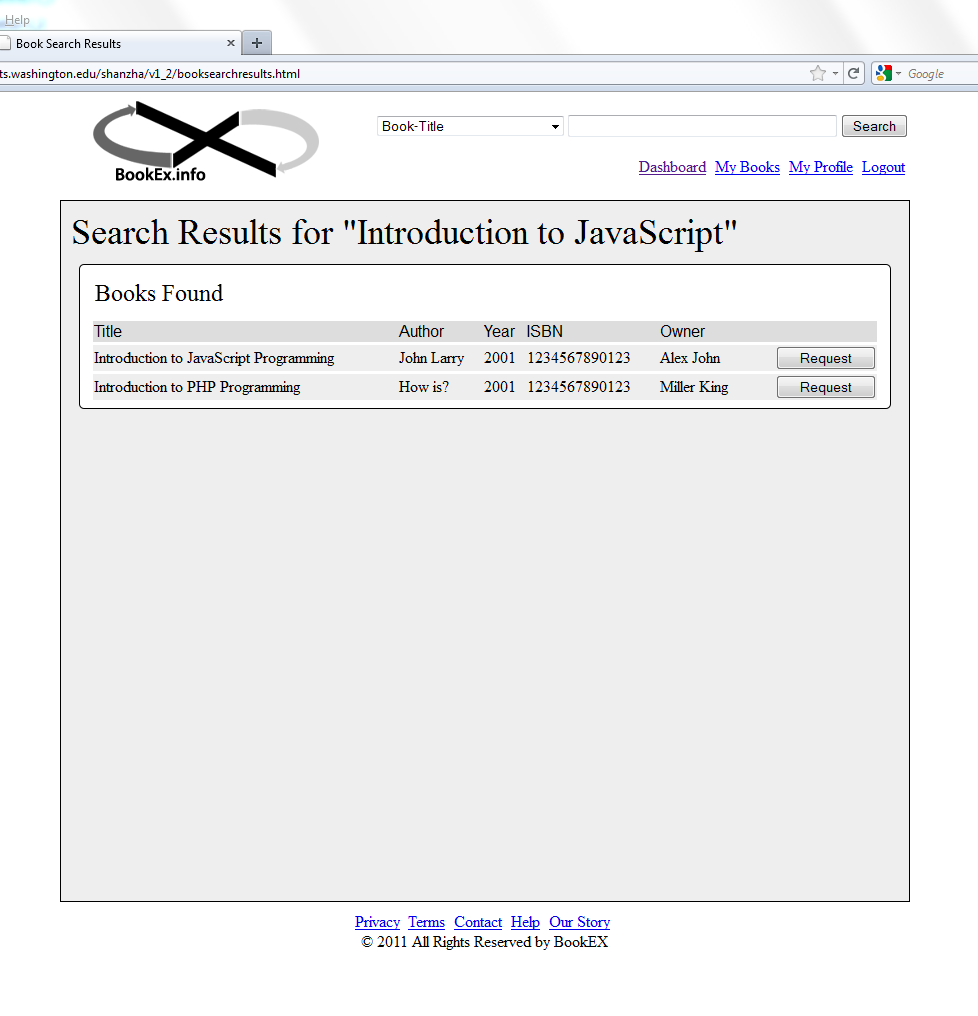 Help
Book Search Results
ts.washington.edu/shanzha/v1_2/booksearchresults.html Google
Book-Title Search
BookEx.info
Dashboard My Books My Profile Logout
Search Results for "Introduction to JavaScript"
Books Found
Title Author Year ISBN Owner
Introduction to JavaScript Programming John Larry 2001 1234567890123 Alex John Request
Introduction to PHP Programming How is? 2001 1234567890123 Miller King Request
Privacy Terms Contact Help Our Story
© 2011 All Rights Reserved by BookEX